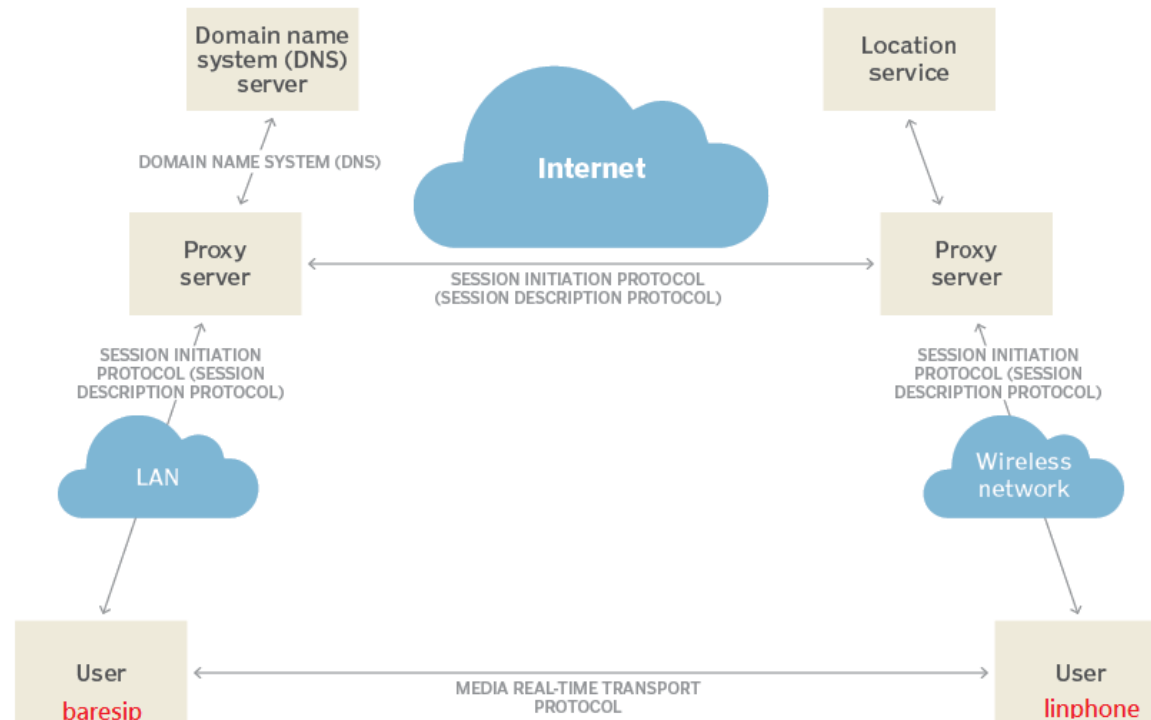 Domain name
system (DNS)
server
Location
service
Internet
DOMAIN NAME SYSTEM (DNS)
Proxy
server
Proxy
server
SESSION INITIATION PROTOCOL
(SESSION DESCRIPTION PROTOCOL)
SESSION INITIATION
PROTOCOL (SESSION
DESCRIPTION PROTOCOL)
SESSION INITIATION
PROTOCOL (SESSION
DESCRIPTION PROTOCOL)
LAN
Wireless
network
User
baresip
MEDIA REAL-TIME TRANSPORT
PROTOCOL
User
linphone